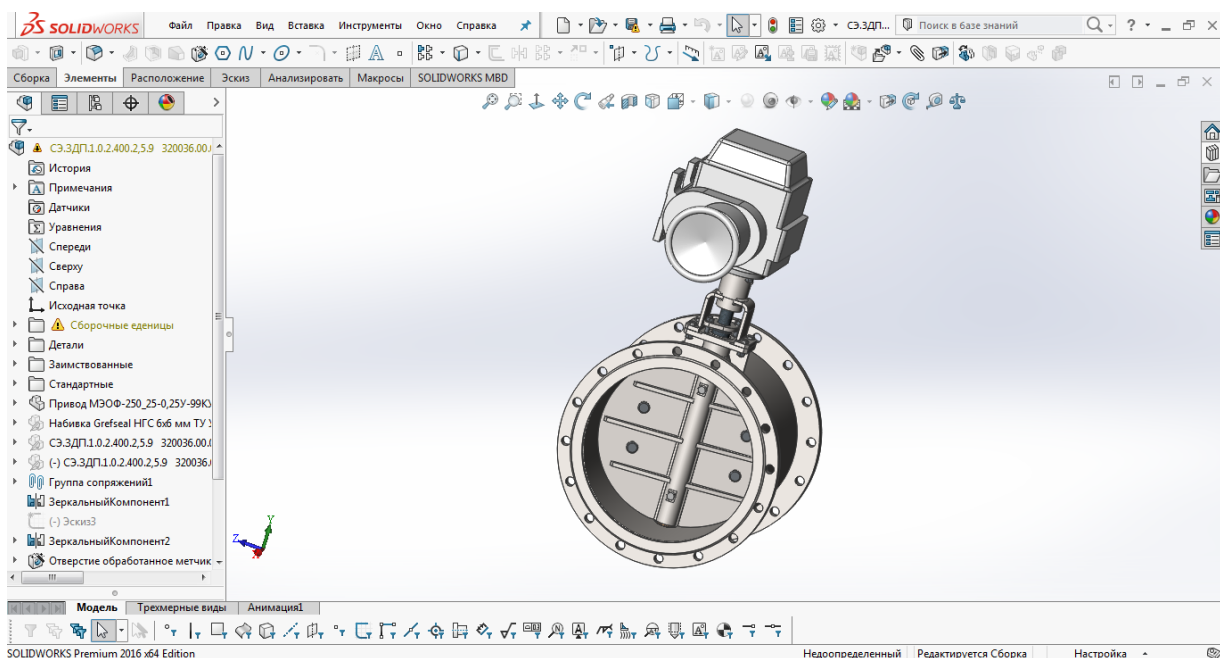 SOLIDWORKS Файл Правка Вид Вставка Инструменты Окно Справка СЭ.ЗДП... Поиск в базе знаний ?
Сборка Элементы Расположение Эскиз Анализировать Макросы SOLIDWORKS MBD
СЭ.ЗДП.1.0.2.400.2,5.9 320036.00.
История
Примечания
Датчики
Уравнения
Спереди
Сверху
Справа
Исходная точка
Сборочные еденицы
Детали
Заимствованные
Стандартные
Привод МЭОФ-250_25-0,25У-99К
Набивка Grefseal НГС 6х6 мм ТУ
СЭ.ЗДП.1.0.2.400.2,5.9 320036.00.
(-) СЭ.ЗДП.1.0.2.400.2,5.9 320036.
Группа сопряжений1
ЗеркальныйКомпонент1
(-) Эскиз3
ЗеркальныйКомпонент2
Отверстие обработанное метчик
Z Y
Модель Трехмерные виды Анимация1
SOLIDWORKS Premium 2016 x64 Edition Недоопределенный Редактируется Сборка Настройка